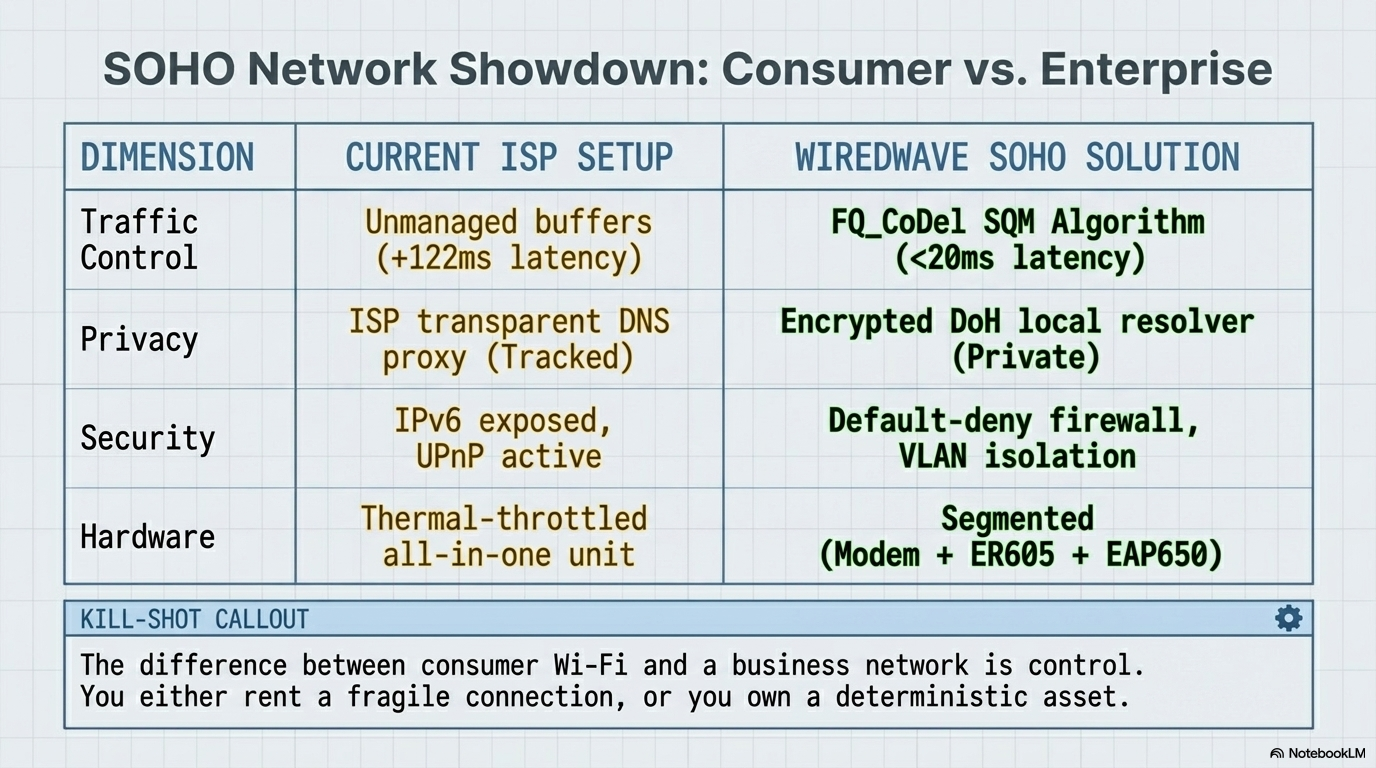 SOHO Network Showdown: Consumer vs. Enterprise
DIMENSION
CURRENT ISP SETUP
WIREDWAVE SOHO SOLUTION
Traffic
Control
Unmanaged buffers
(+122ms latency)
FQ_CoDel SQM Algorithm
(<20ms latency)
Privacy
ISP transparent DNS
proxy (Tracked)
Encrypted DoH local resolver
(Private)
Security
IPv6 exposed,
UPnP active
Default-deny firewall,
VLAN isolation
Hardware
Thermal-throttled
all-in-one unit
Segmented
(Modem + ER605 + EAP650)
KILL-SHOT CALLOUT
The difference between consumer Wi-Fi and a business network is control.
You either rent a fragile connection, or you own a deterministic asset.
NotebookLM